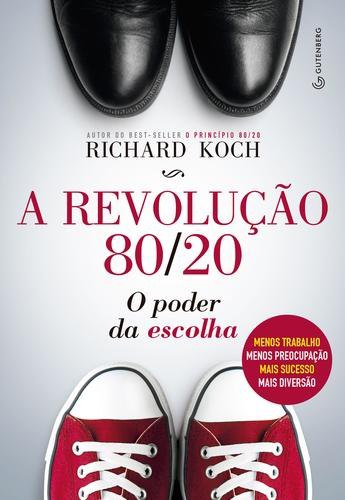 GUTENBERG
AUTOR DO BEST-SELLER O PRINCÍPIO 80/20
RICHARD KOCH
A REVOLUÇÃO
80/20
O poder
da escolha
MENOS TRABALHO
MENOS PREOCUPAÇÃO
MAIS SUCESSO
MAIS DIVERSÃO